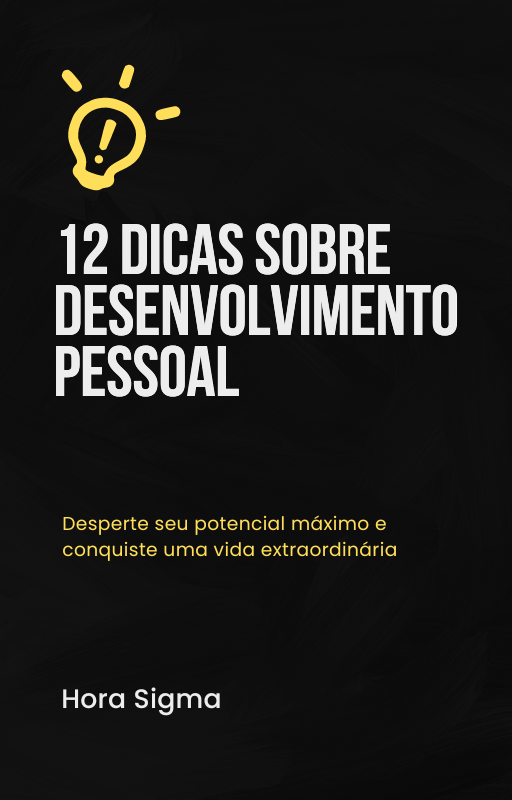 12 DICAS SOBRE
DESENVOLVIMENTO
PESSOAL
Desperte seu potencial máximo e
conquiste uma vida extraordinária
Hora Sigma